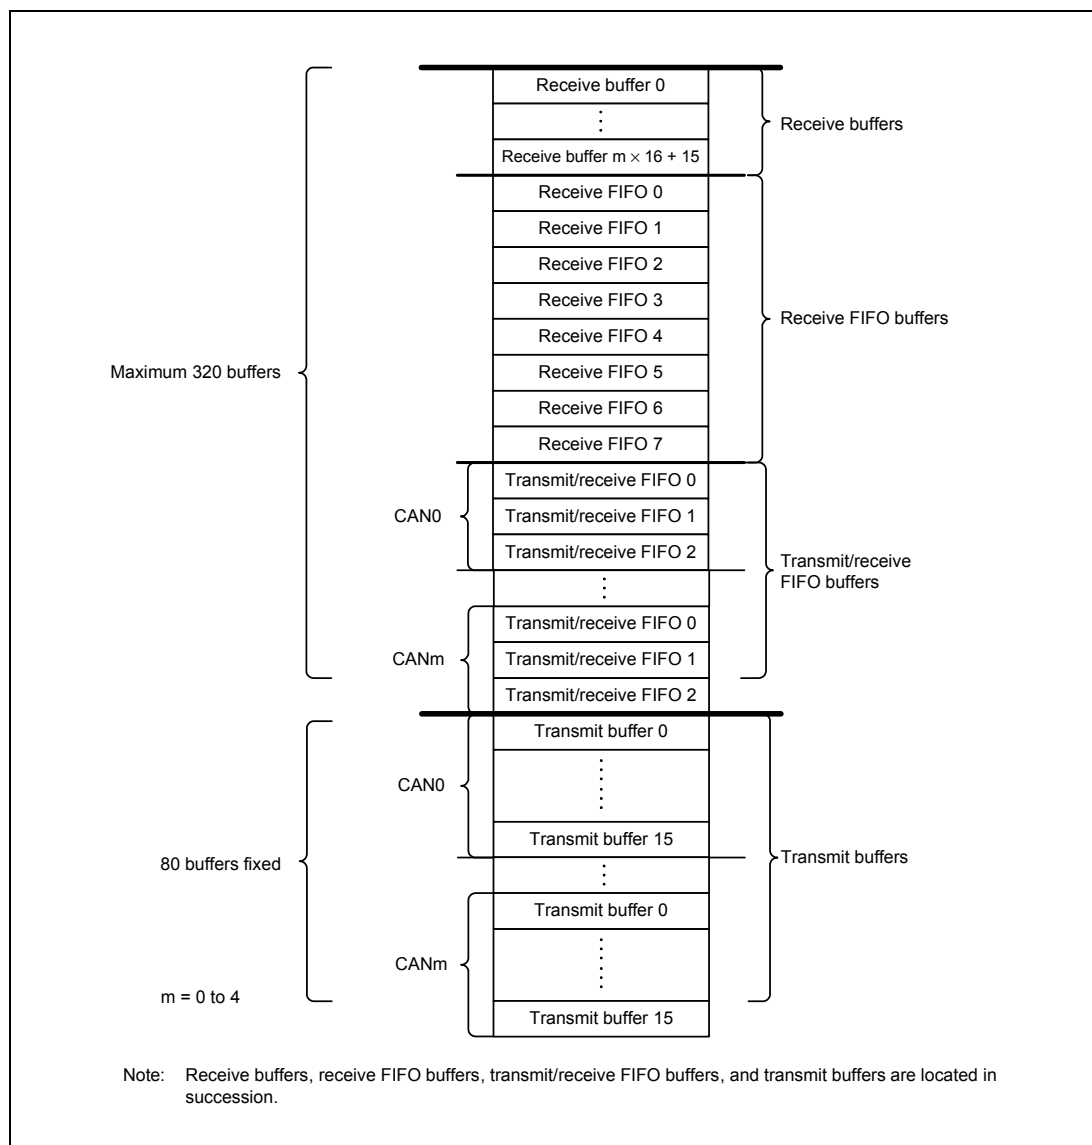 Receive buffer 0
Receive buffers
Receive buffer m × 16 + 15
Receive FIFO 0
Receive FIFO 1
Receive FIFO 2
Receive FIFO 3
Receive FIFO buffers
Receive FIFO 4
Maximum 320 buffers
Receive FIFO 5
Receive FIFO 6
Receive FIFO 7
Transmit/receive FIFO 0
CAN0
Transmit/receive FIFO 1
Transmit/receive FIFO 2
Transmit/receive
FIFO buffers
Transmit/receive FIFO 0
CANm
Transmit/receive FIFO 1
Transmit/receive FIFO 2
Transmit buffer 0
CAN0
Transmit buffer 15
80 buffers fixed
Transmit buffers
Transmit buffer 0
CANm
m = 0 to 4
Transmit buffer 15
Note: Receive buffers, receive FIFO buffers, transmit/receive FIFO buffers, and transmit buffers are located in
succession.